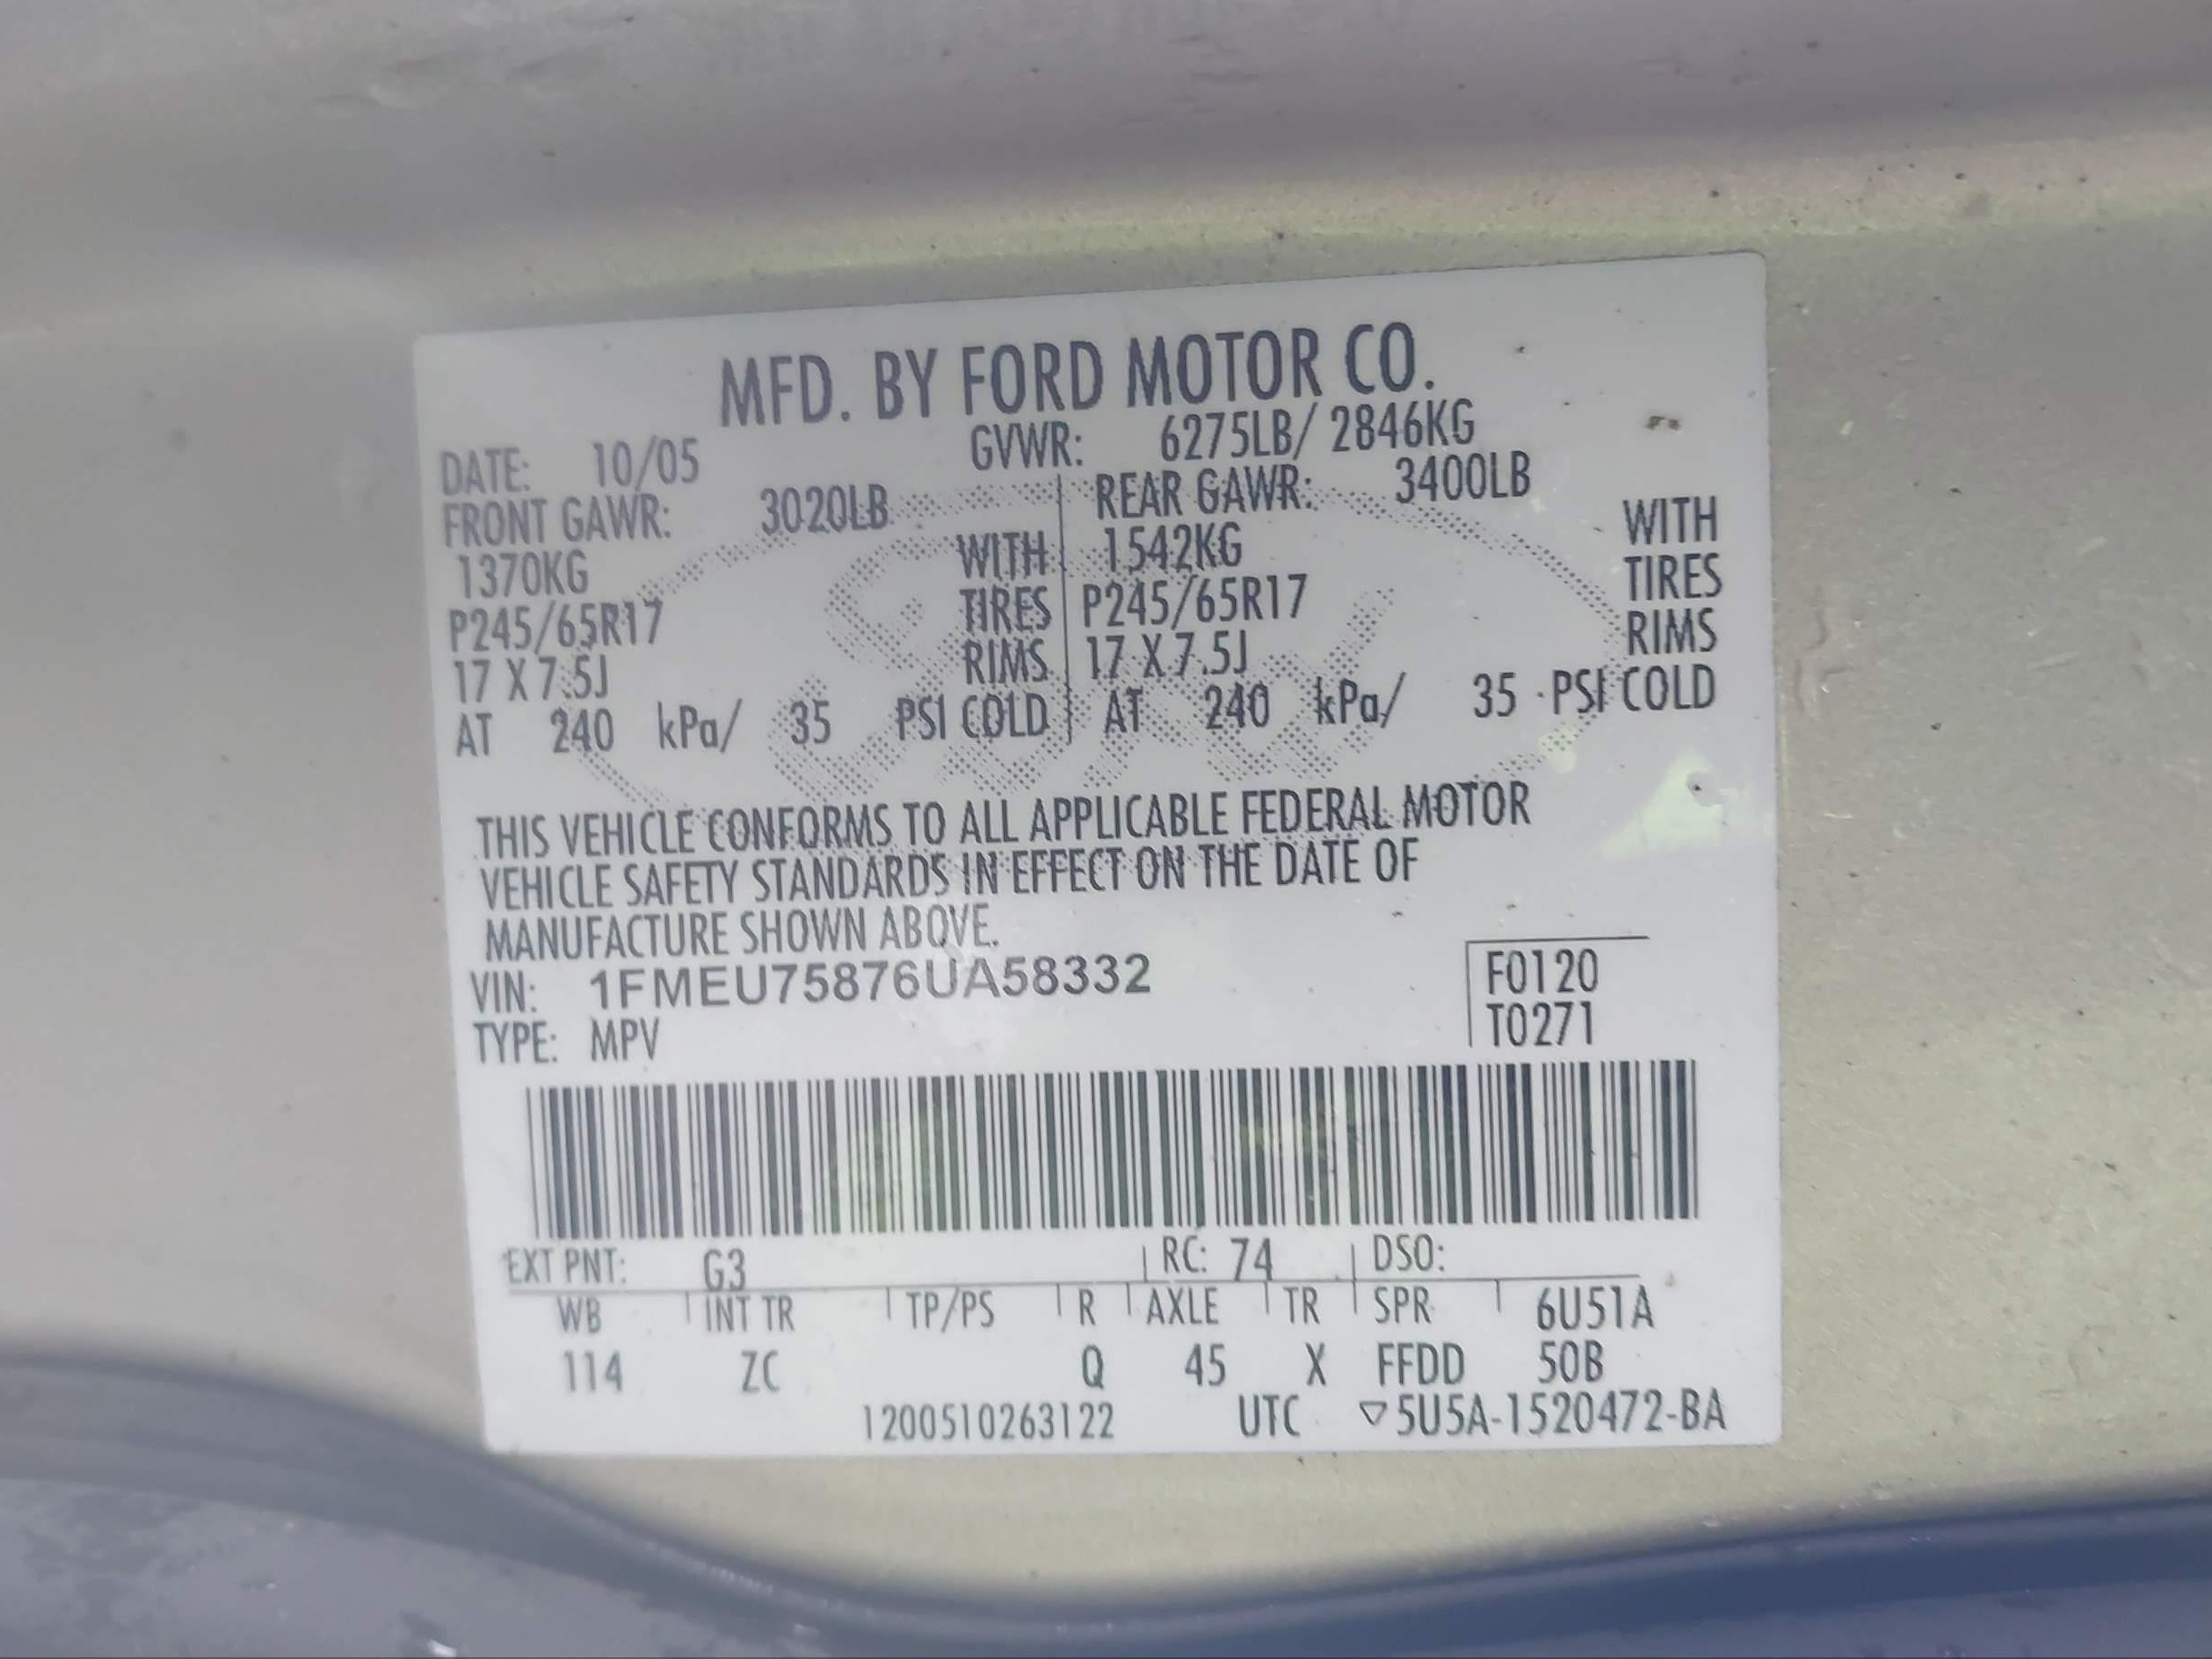 MFD. BY FORD MOTOR CO.
DATE: 10/05 GVWR: 6275LB/ 2846KG
FRONT GAWR: 3020LB REAR GAWR: 3400LB
1370KG WITH 1542KG WITH
P245/65R17 TIRES P245/65R17 TIRES
17 X 7.5J RIMS 17 X 7.5J RIMS
AT 240 kPa/ 35 PSI COLD AT 240 kPa/ 35 PSI COLD
THIS VEHICLE CONFORMS TO ALL APPLICABLE FEDERAL MOTOR
VEHICLE SAFETY STANDARDS IN EFFECT ON THE DATE OF
MANUFACTURE SHOWN ABOVE.
VIN: 1FMEU75876UA58332 F0120
TYPE: MPV T0271
EXT PNT: G3 RC: 74 DSO:
WB INT TR TP/PS R AXLE TR SPR 6U51A
114 ZC Q 45 X FFDD 50B
1200510263122 UTC ▽5U5A-1520472-BA